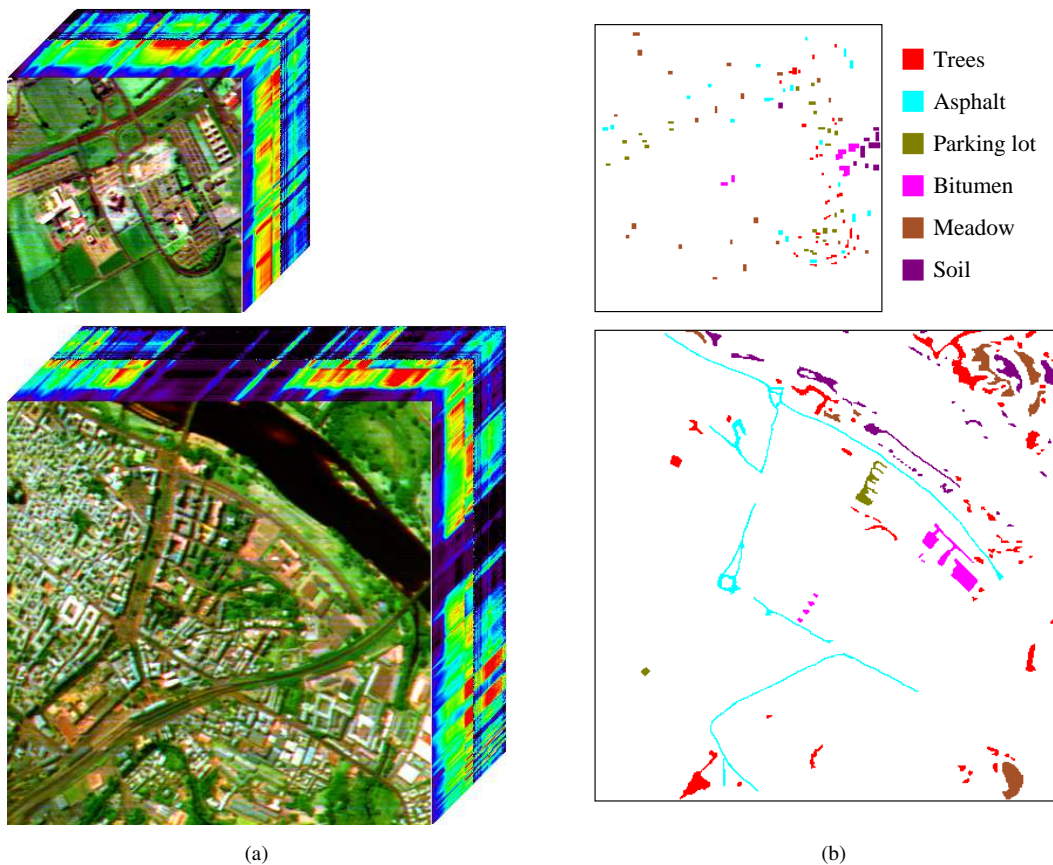 Trees
Asphalt
Parking lot
Bitumen
Meadow
Soil
(a)
(b)